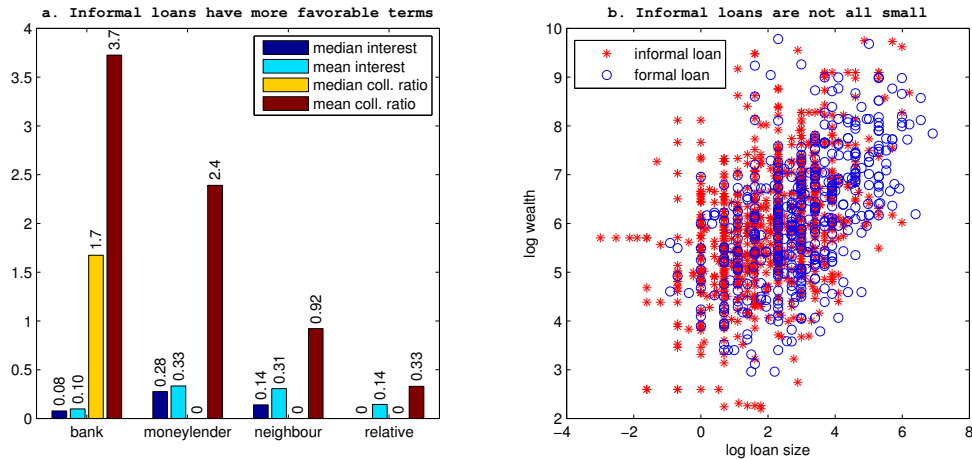 a. Informal loans have more favorable terms
4
3.5
3
2.5
2
1.5
1
0.5
0
median interest
mean interest
median coll. ratio
mean coll. ratio
0.08
0.10
1.7
3.7
0.28
0.33
0
2.4
0.14
0.31
0
0.92
0
0.14
0
0.33
bank
moneylender
neighbour
relative
b. Informal loans are not all small
informal loan
formal loan
log wealth
10
9
8
7
6
5
4
3
2
−4
−2
0
2
4
6
8
log loan size